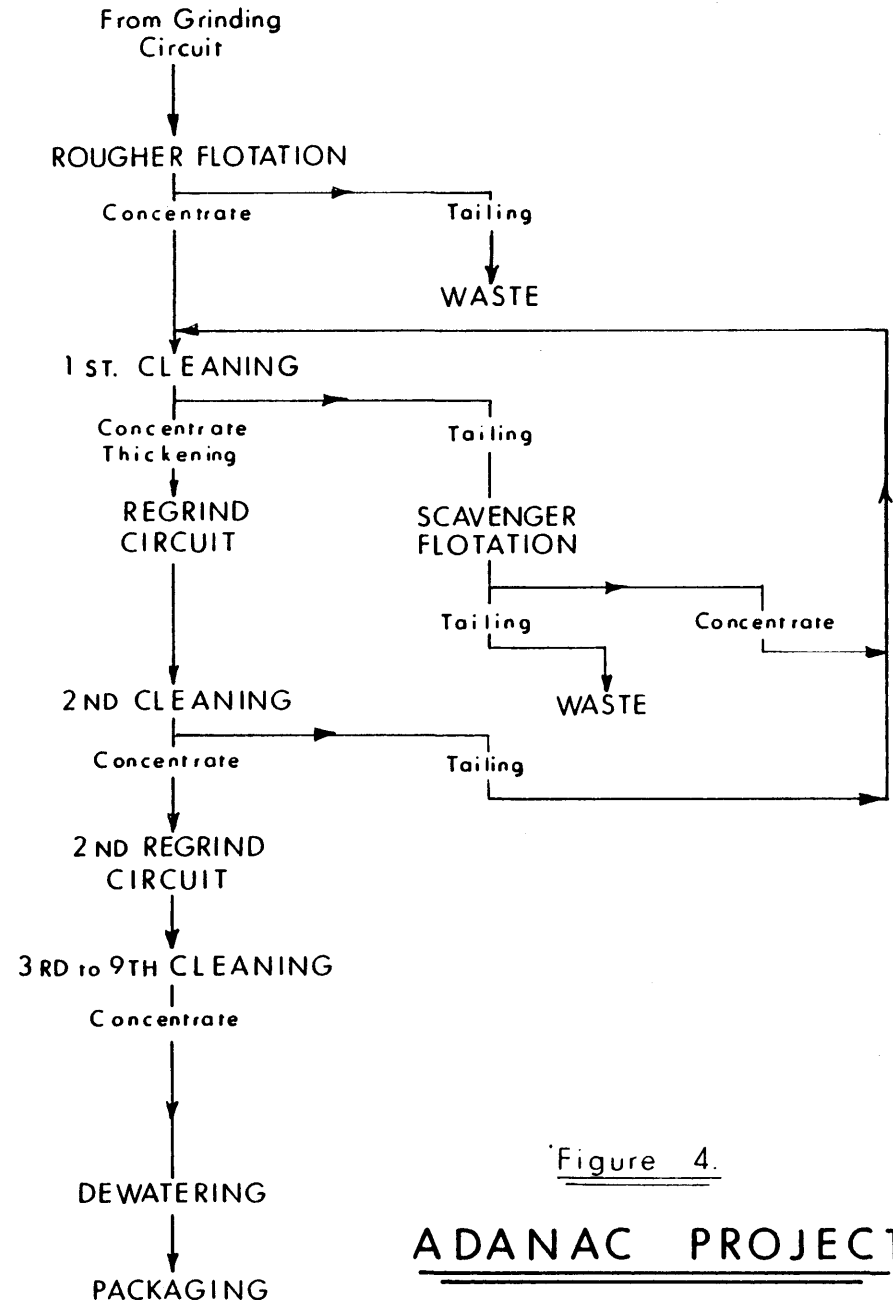 From Grinding
Circuit
ROUGHER FLOTATION
Concentrate
Tailing
WASTE
1 ST. CLEANING
Concentrate
Thickening
Tailing
REGRIND
CIRCUIT
SCAVENGER
FLOTATION
Tailing
Concentrate
WASTE
2 ND CLEANING
Concentrate
Tailing
2 ND REGRIND
CIRCUIT
3 RD to 9 TH CLEANING
Concentrate
DEWATERING
PACKAGING
Figure 4.
ADANAC PROJECT